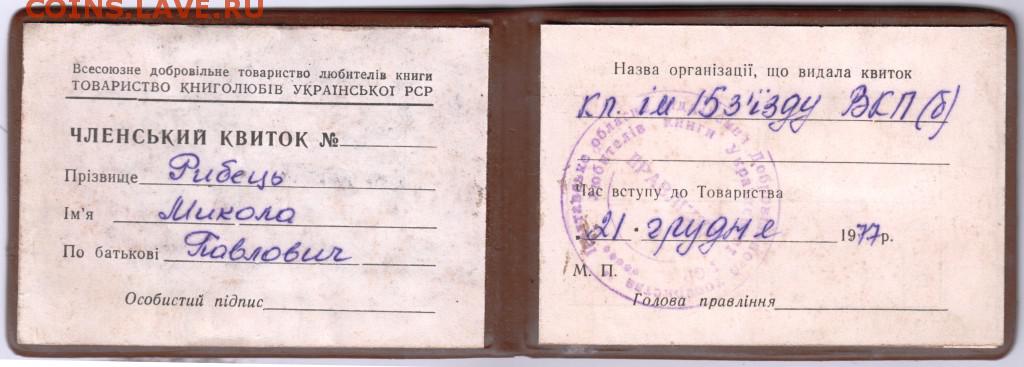 COINS.LAVE.RU
Всесоюзне добровільне товариство любителів книги
ТОВАРИСТВО КНИГОЛЮБІВ УКРАЇНСЬКОЇ РСР
ЧЛЕНСЬКИЙ КВИТОК №
Прізвище Рибець
Ім'я Микола
По батькові Павлович
Особистий підпис
Назва організації, що видала квиток
кл. ім 15 з'їзду ВКП(б)
Час вступу до Товариства
21 грудня 1977 р.
М. П.
Голова правління